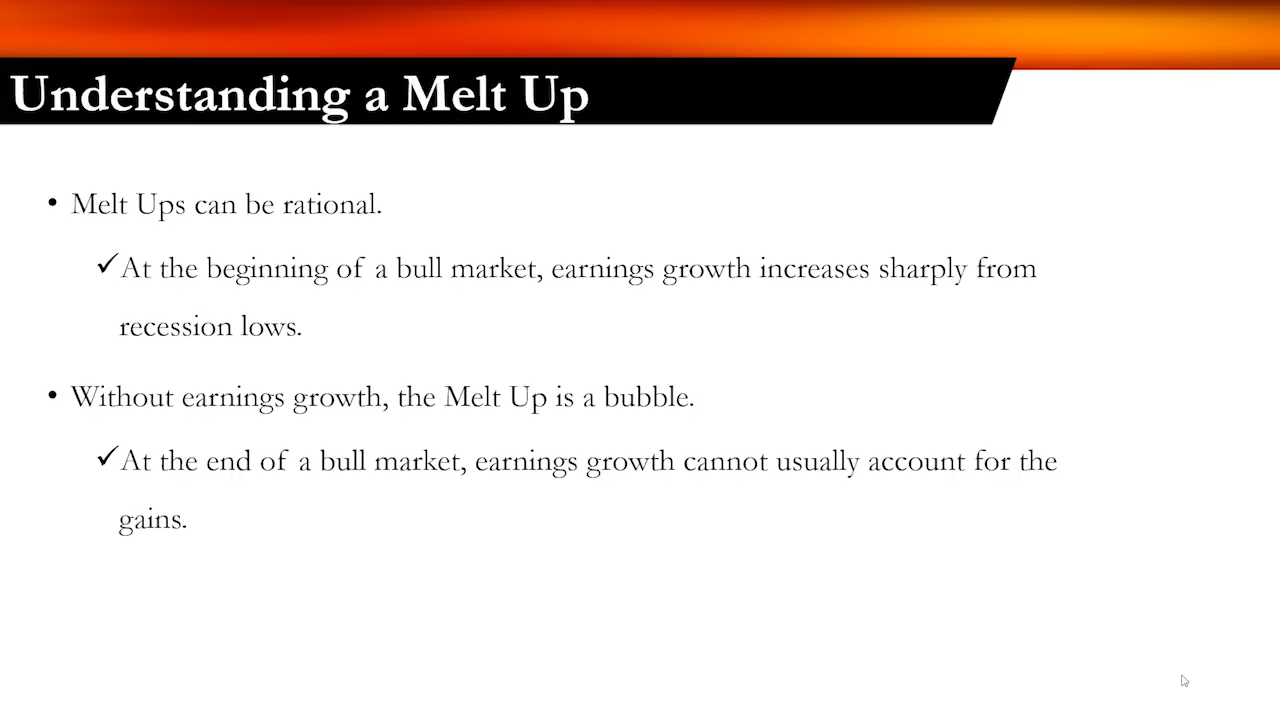 Understanding a Melt Up
• Melt Ups can be rational.
✓At the beginning of a bull market, earnings growth increases sharply from
recession lows.
• Without earnings growth, the Melt Up is a bubble.
✓At the end of a bull market, earnings growth cannot usually account for the
gains.